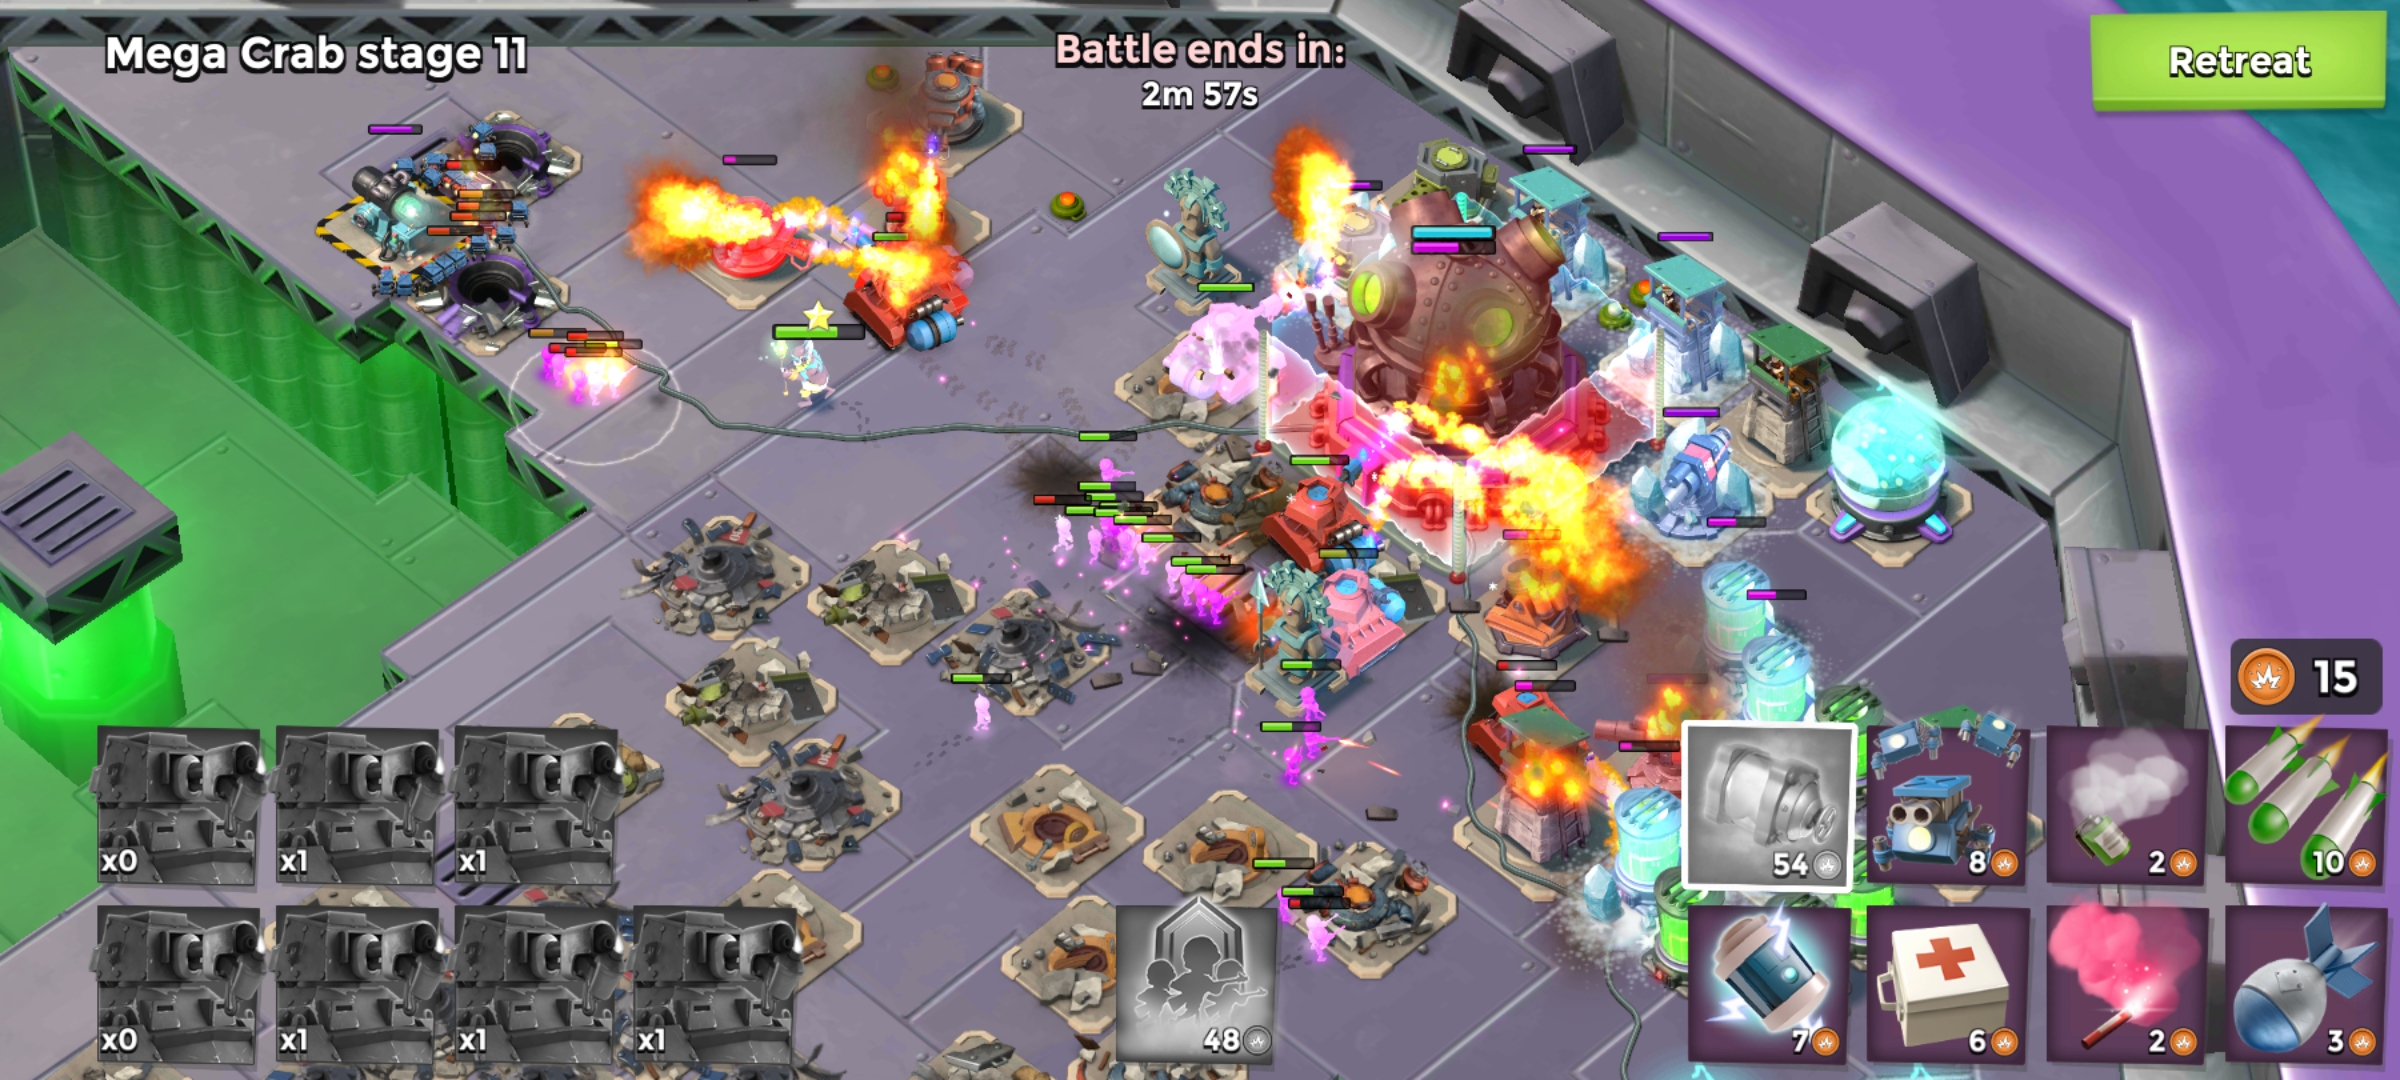 Mega Crab stage 11
Battle ends in:
2m 57s
Retreat
15
x0
x1
x1
54
8
2
10
x0
x1
x1
x1
48
7
6
2
3